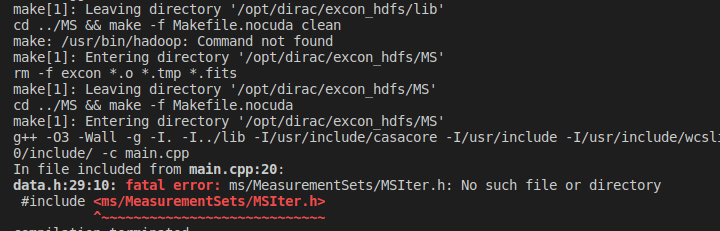 make[1]: Leaving directory '/opt/dirac/excon_hdfs/lib'
cd ../MS && make -f Makefile.nocuda clean
make: /usr/bin/hadoop: Command not found
make[1]: Entering directory '/opt/dirac/excon_hdfs/MS'
rm -f excon *.o *.tmp *.fits
make[1]: Leaving directory '/opt/dirac/excon_hdfs/MS'
cd ../MS && make -f Makefile.nocuda
make[1]: Entering directory '/opt/dirac/excon_hdfs/MS'
g++ -O3 -Wall -g -I. -I../lib -I/usr/include/casacore -I/usr/include -I/usr/include/wcsli
0/include/ -c main.cpp
In file included from main.cpp:20:
data.h:29:10: fatal error: ms/MeasurementSets/MSIter.h: No such file or directory
#include <ms/MeasurementSets/MSIter.h>
^~~~~~~~~~~~~~~~~~~~~~~~~~~~~
compilation terminated